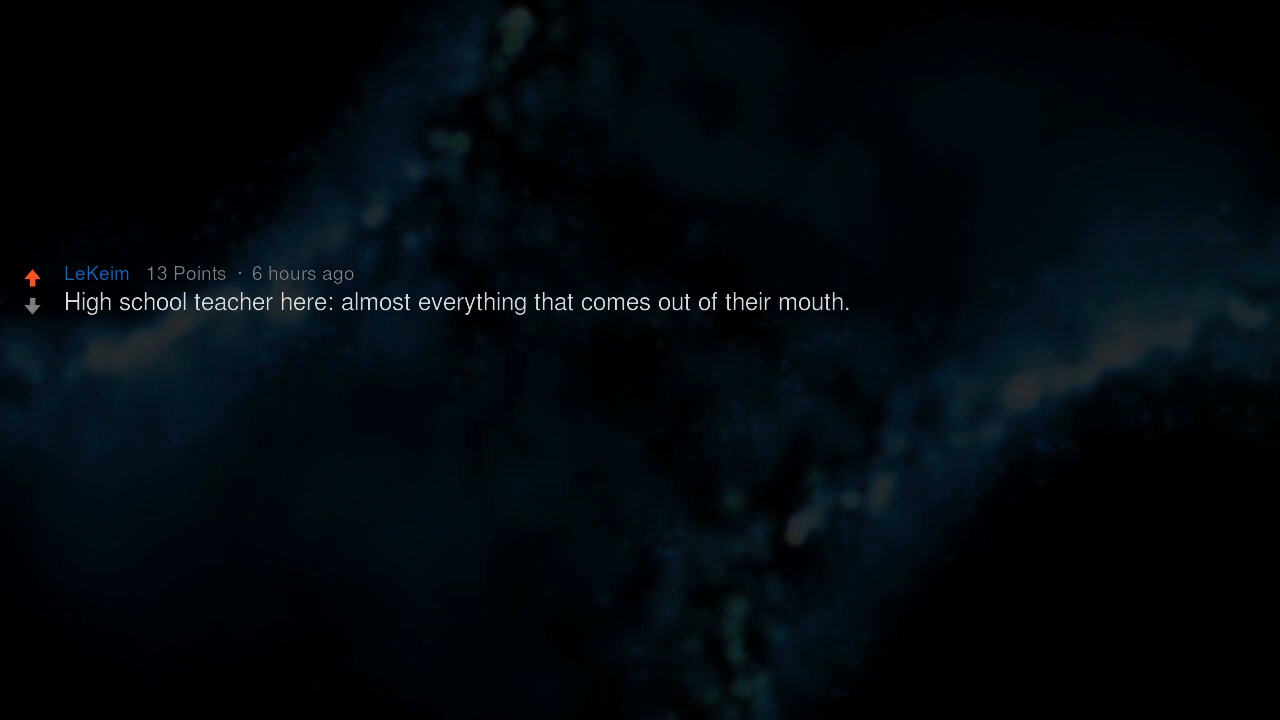 LeKeim 13 Points · 6 hours ago
High school teacher here: almost everything that comes out of their mouth.